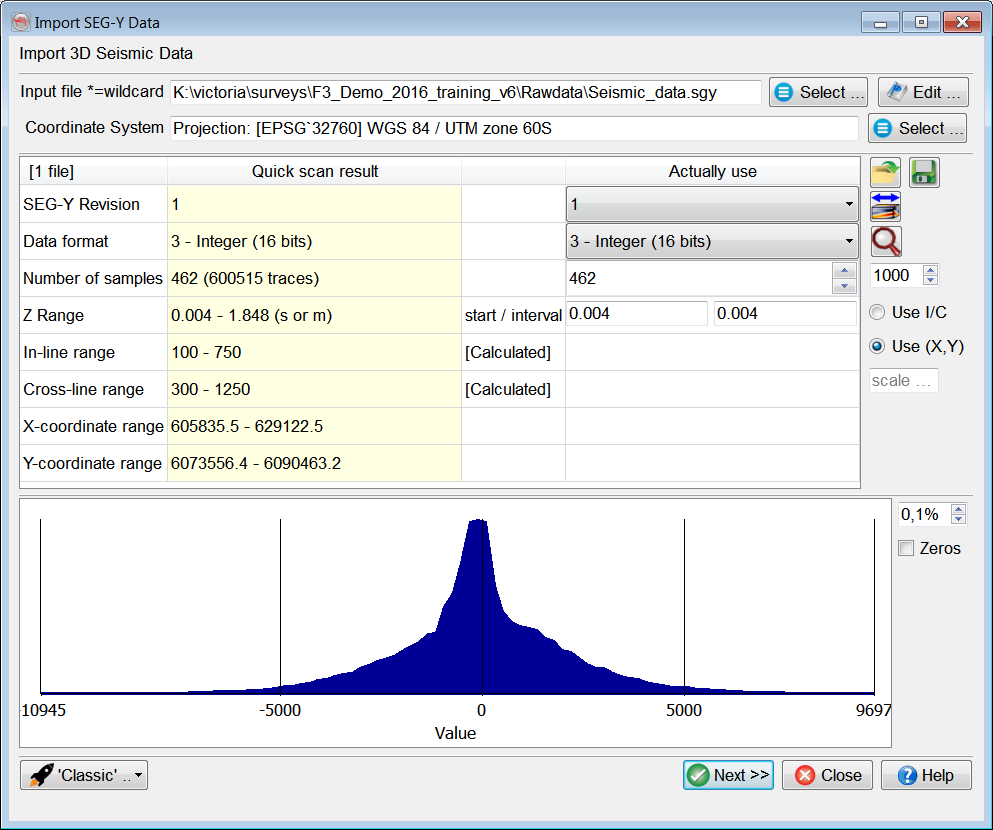 Import SEG-Y Data
Import 3D Seismic Data
Input file *=wildcard K:\victoria\surveys\F3_Demo_2016_training_v6\Rawdata\Seismic_data.sgy Select ... Edit ...
Coordinate System Projection: [EPSG`32760] WGS 84 / UTM zone 60S Select ...
[1 file] Quick scan result Actually use
SEG-Y Revision 1 1
Data format 3 - Integer (16 bits) 3 - Integer (16 bits)
Number of samples 462 (600515 traces) 462 1000
Z Range 0.004 - 1.848 (s or m) start / interval 0.004 0.004 Use I/C
In-line range 100 - 750 [Calculated] Use (X,Y)
Cross-line range 300 - 1250 [Calculated] scale ...
X-coordinate range 605835.5 - 629122.5
Y-coordinate range 6073556.4 - 6090463.2
0,1%
Zeros
10945 -5000 0 5000 9697
Value
'Classic' .. Next >> Close Help